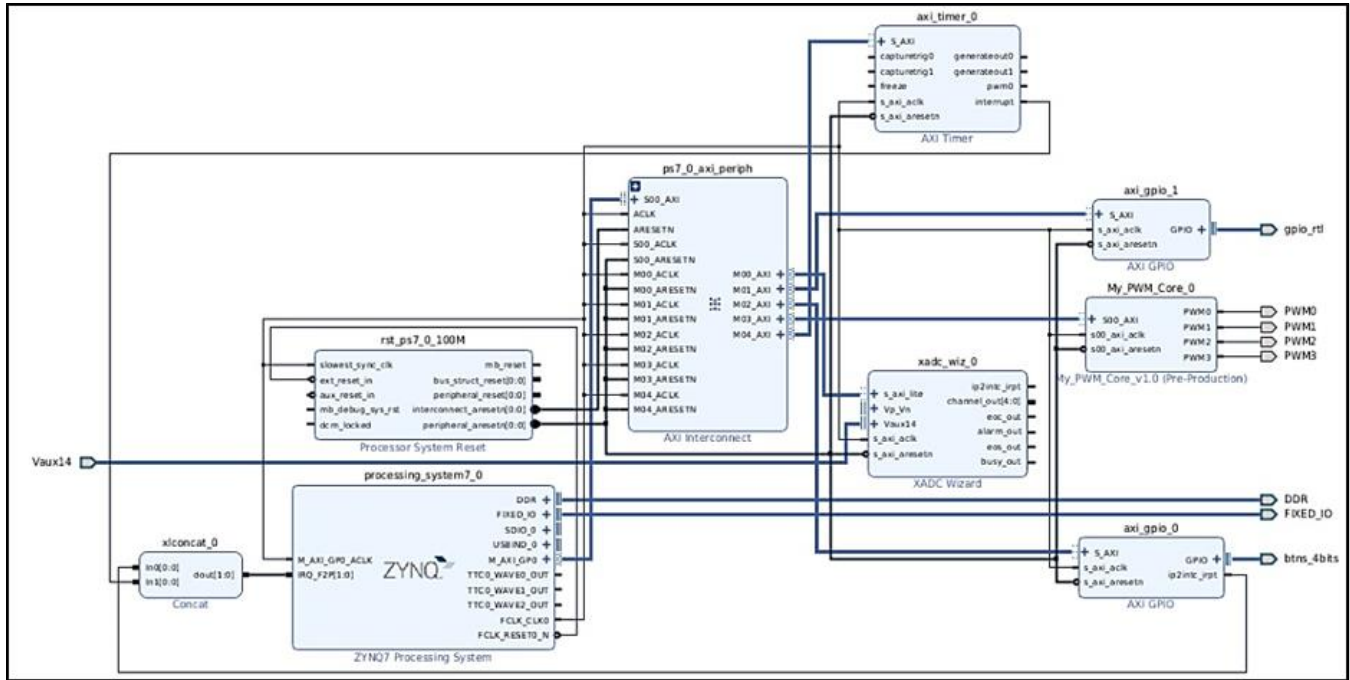 axi_timer_0
S_AXI
capturetrig0 generateout0
capturetrig1 generateout1
freeze pwm0
s_axi_aclk interrupt
s_axi_aresetn
AXI Timer
ps7_0_axi_periph
S00_AXI
ACLK
ARESETN
S00_ACLK
S00_ARESETN
M00_ACLK M00_AXI
M00_ARESETN M01_AXI
M01_ACLK M02_AXI
M01_ARESETN M03_AXI
M02_ACLK M04_AXI
M02_ARESETN
M03_ACLK
M03_ARESETN
M04_ACLK
M04_ARESETN
AXI Interconnect
axi_gpio_1
S_AXI
s_axi_aclk GPIO
s_axi_aresetn
AXI GPIO
gpio_rtl
My_PWM_Core_0
S00_AXI PWM0
s00_axi_aclk PWM1
s00_axi_aresetn PWM2
PWM3
My_PWM_Core_v1.0 (Pre-Production)
PWM0
PWM1
PWM2
PWM3
rst_ps7_0_100M
slowest_sync_clk mb_reset
ext_reset_in bus_struct_reset[0:0]
aux_reset_in peripheral_reset[0:0]
mb_debug_sys_rst interconnect_aresetn[0:0]
dcm_locked peripheral_aresetn[0:0]
Processor System Reset
xadc_wiz_0
s_axi_lite ip2intc_irpt
Vp_Vn channel_out[4:0]
Vaux14 eoc_out
s_axi_aclk alarm_out
s_axi_aresetn eos_out
busy_out
XADC Wizard
Vaux14
processing_system7_0
DDR
FIXED_IO
SDIO_0
USBIND_0
M_AXI_GP0_ACLK M_AXI_GP0
IRQ_F2P[1:0] TTC0_WAVE0_OUT
TTC0_WAVE1_OUT
TTC0_WAVE2_OUT
FCLK_CLK0
FCLK_RESET0_N
ZYNQ
ZYNQ7 Processing System
DDR
FIXED_IO
xlconcat_0
In0[0:0]
In1[0:0] dout[1:0]
Concat
axi_gpio_0
S_AXI GPIO
s_axi_aclk ip2intc_irpt
s_axi_aresetn
AXI GPIO
btns_4bits